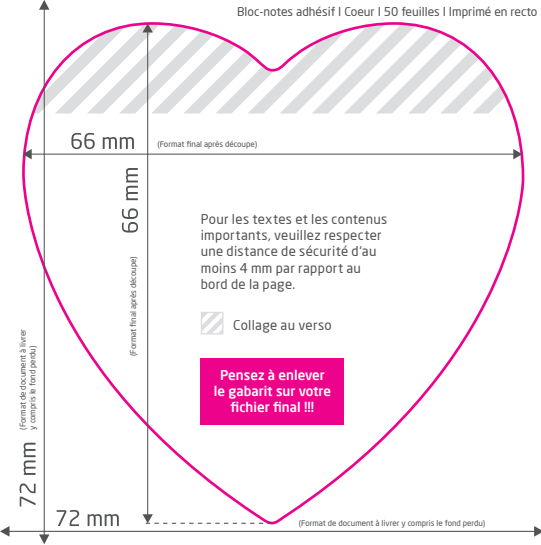 Bloc-notes adhésif I Coeur I 50 feuilles I Imprimé en recto
66 mm (Format final après découpe)
66 mm
(Format final après découpe)
Pour les textes et les contenus
importants, veuillez respecter
une distance de sécurité d'au
moins 4 mm par rapport au
bord de la page.
Collage au verso
Pensez à enlever
le gabarit sur votre
fichier final !!!
72 mm
(Format de document à livrer
y compris le fond perdu)
72 mm
(Format de document à livrer y compris le fond perdu)